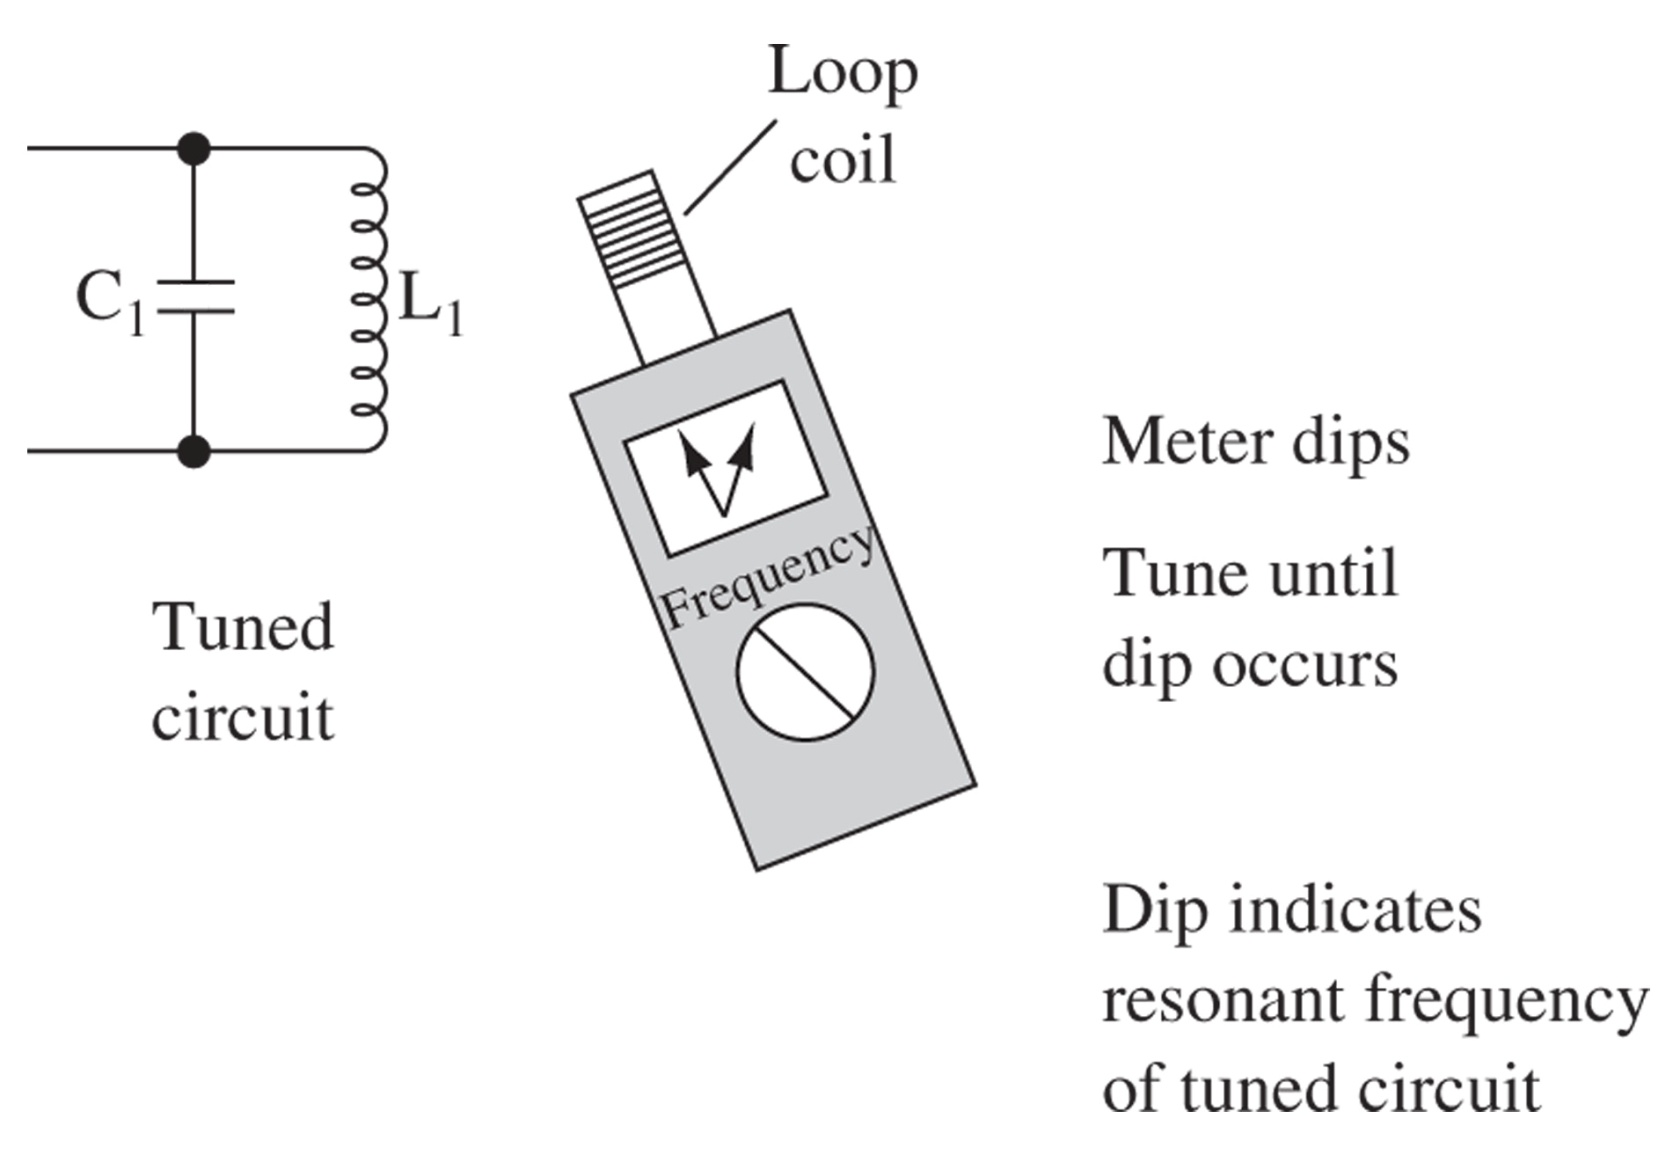 Loop
coil
C₁
L₁
Tuned
circuit
Frequency
Meter dips
Tune until
dip occurs
Dip indicates
resonant frequency
of tuned circuit